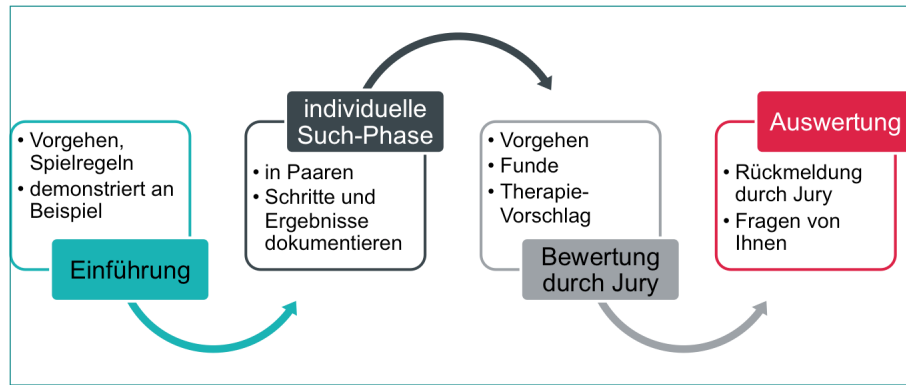 • Vorgehen,
Spielregeln
• demonstriert an
Beispiel
Einführung
individuelle
Such-Phase
• in Paaren
• Schritte und
Ergebnisse
dokumentieren
• Vorgehen
• Funde
• Therapie-
Vorschlag
Bewertung
durch Jury
Auswertung
• Rückmeldung
durch Jury
• Fragen von
Ihnen